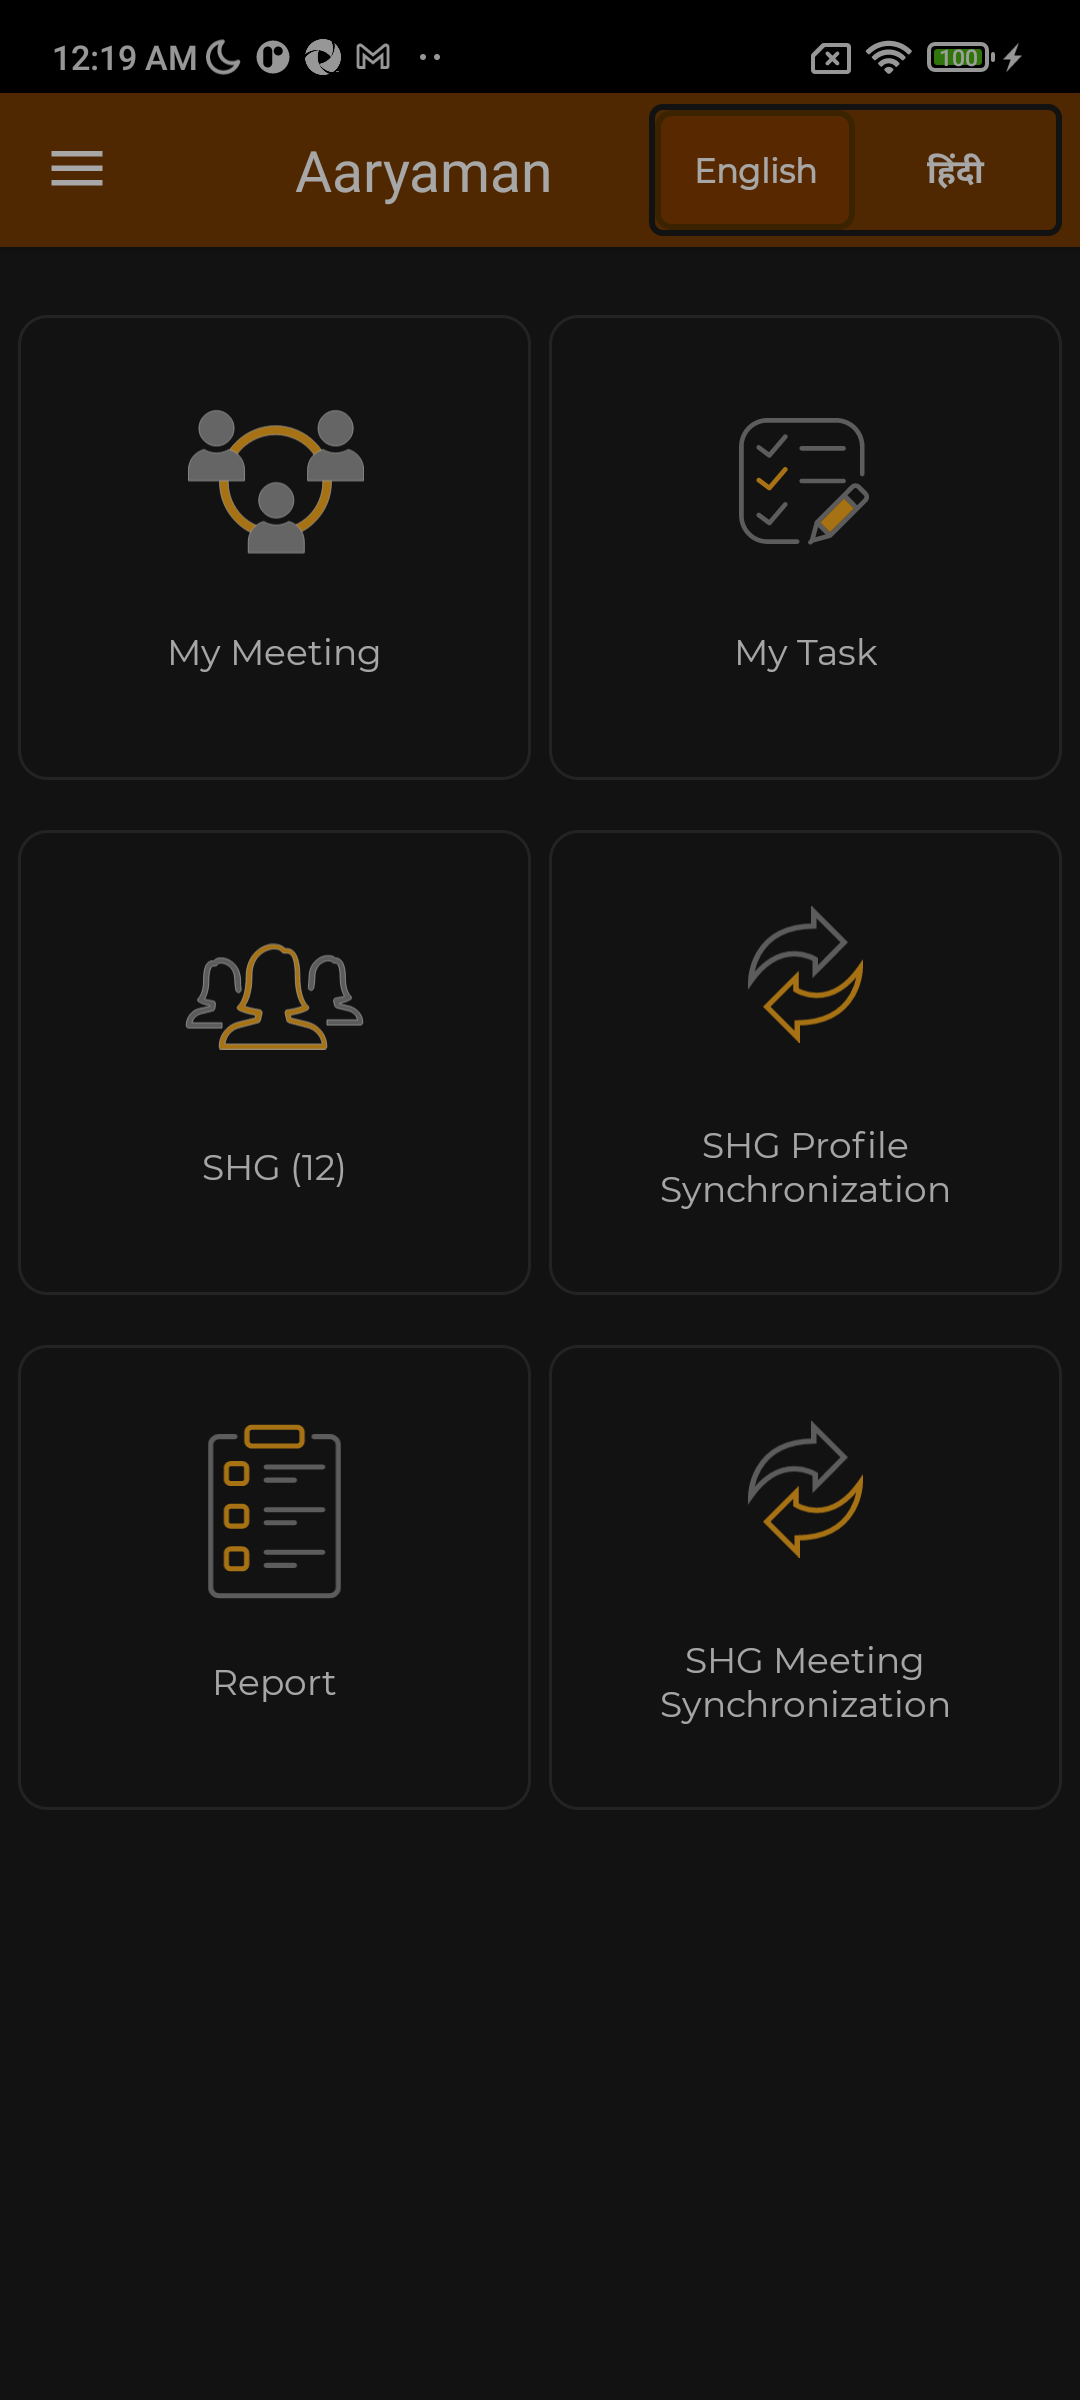 12:19 AM
100
Aaryaman
English
हिंदी
My Meeting
My Task
SHG (12)
SHG Profile
Synchronization
Report
SHG Meeting
Synchronization